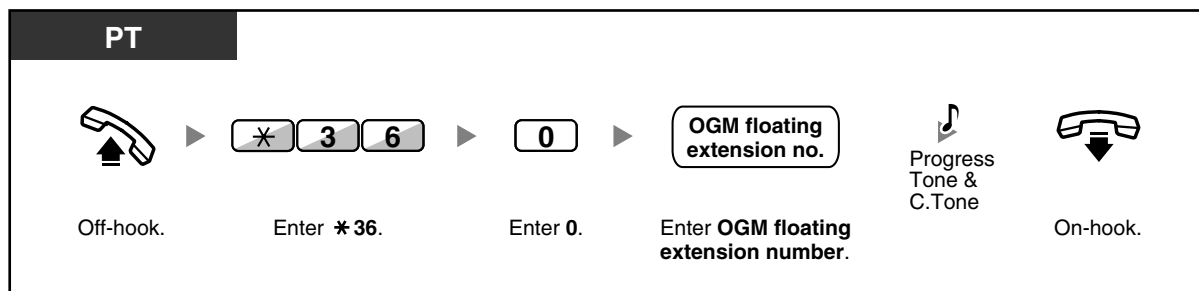 PT
✳ 3 6
0
OGM floating
extension no.
Progress
Tone &
C.Tone
Off-hook.
Enter ✳36.
Enter 0.
Enter OGM floating
extension number.
On-hook.